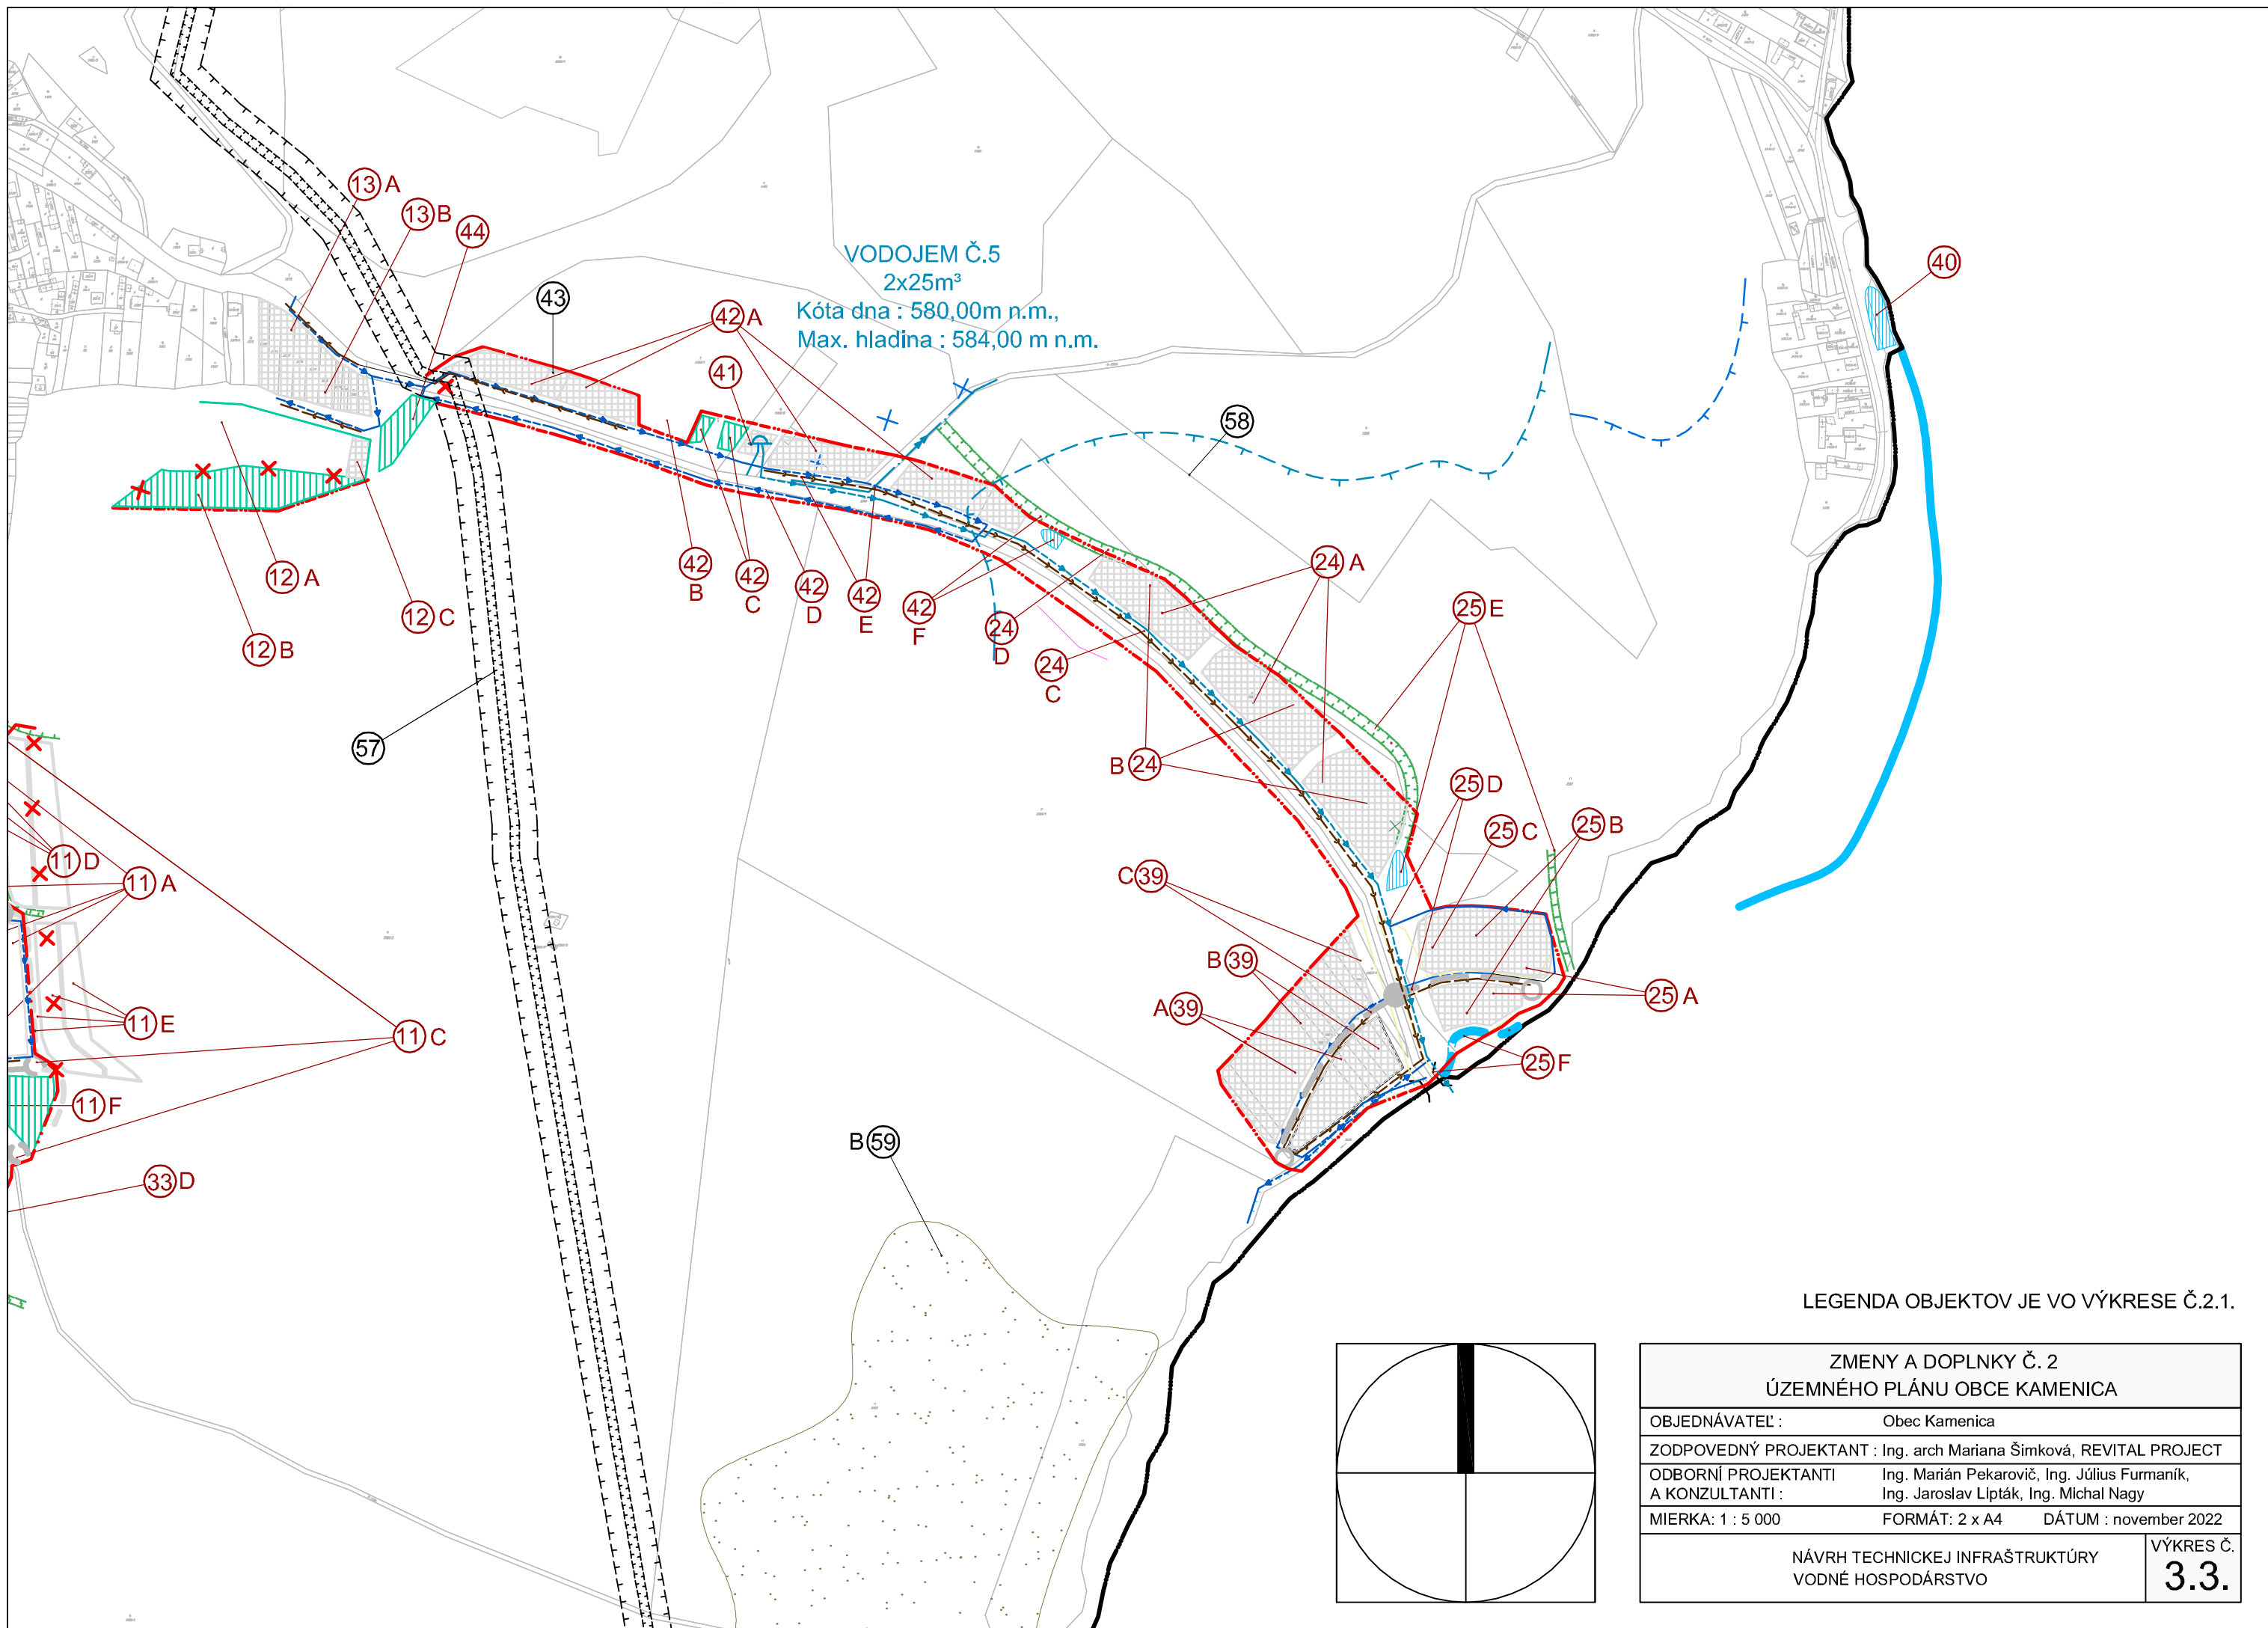 13 A
13 B
44
43
42 A
41
VODOJEM Č.5
2x25m³
Kóta dna : 580,00m n.m.,
Max. hladina : 584,00 m n.m.
40
58
12 A
12 B
12 C
42
B
42
C
42
D
42
E
42
F
24
D
24
C
24 A
B 24
25 E
25 D
25 C
25 B
25 A
25 F
57
11 D
11 A
11 E
11 C
11 F
33 D
C 39
B 39
A 39
B 59
LEGENDA OBJEKTOV JE VO VÝKRESE Č.2.1.
ZMENY A DOPLNKY Č. 2
ÚZEMNÉHO PLÁNU OBCE KAMENICA
OBJEDNÁVATEĽ : Obec Kamenica
ZODPOVEDNÝ PROJEKTANT : Ing. arch Mariana Šimková, REVITAL PROJECT
ODBORNÍ PROJEKTANTI Ing. Marián Pekarovič, Ing. Július Furmaník,
A KONZULTANTI : Ing. Jaroslav Lipták, Ing. Michal Nagy
MIERKA: 1 : 5 000 FORMÁT: 2 x A4 DÁTUM : november 2022
NÁVRH TECHNICKEJ INFRAŠTRUKTÚRY
VODNÉ HOSPODÁRSTVO
VÝKRES Č.
3.3.